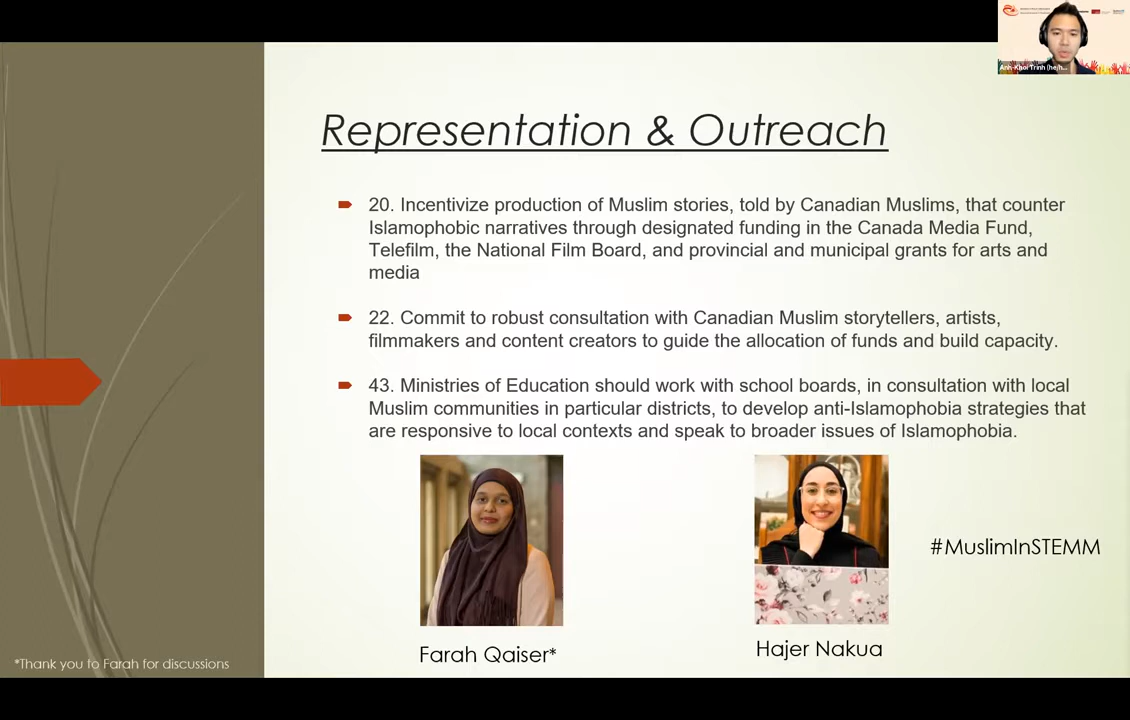 Anh-Khoi Trinh (he/h...
Representation & Outreach
20. Incentivize production of Muslim stories, told by Canadian Muslims, that counter
Islamophobic narratives through designated funding in the Canada Media Fund,
Telefilm, the National Film Board, and provincial and municipal grants for arts and
media
22. Commit to robust consultation with Canadian Muslim storytellers, artists,
filmmakers and content creators to guide the allocation of funds and build capacity.
43. Ministries of Education should work with school boards, in consultation with local
Muslim communities in particular districts, to develop anti-Islamophobia strategies that
are responsive to local contexts and speak to broader issues of Islamophobia.
#MuslimInSTEMM
Farah Qaiser*
Hajer Nakua
*Thank you to Farah for discussions